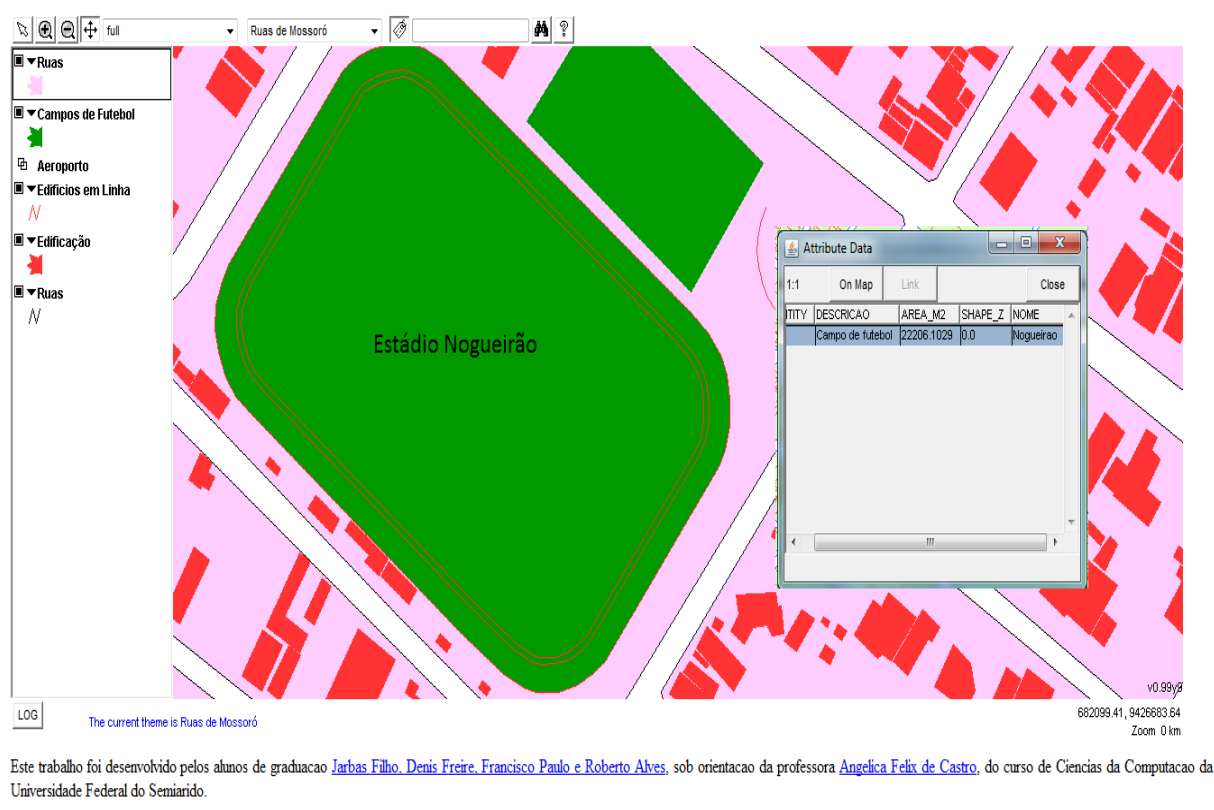 full
Ruas de Mossoró
Ruas
Campos de Futebol
Aeroporto
Edifícios em Linha
Edificação
Ruas
Estádio Nogueirão
Attribute Data
1:1 On Map Link Close
ITITY DESCRICAO AREA_M2 SHAPE_Z NOME
Campo de futebol 22206.1029 0.0 Nogueirao
v0.99y9
LOG
The current theme is Ruas de Mossoró
682099.41, 9426683.64
Zoom 0 km
Este trabalho foi desenvolvido pelos alunos de graduacao Jarbas Filho, Denis Freire, Francisco Paulo e Roberto Alves, sob orientacao da professora Angelica Felix de Castro, do curso de Ciencias da Computacao da
Universidade Federal do Semiarido.